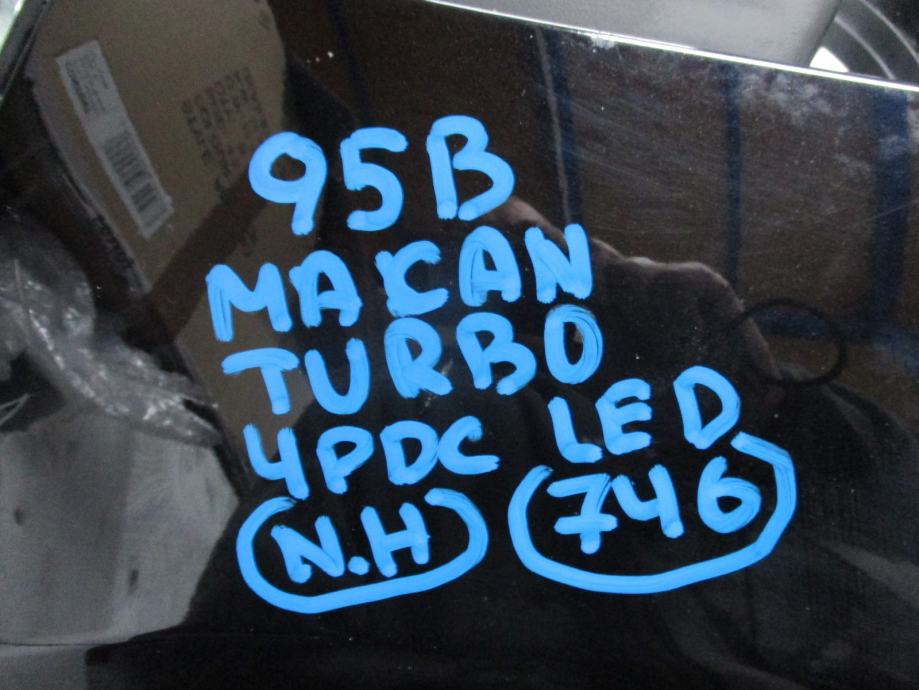 95B
MACAN
TURBO
4PDC LED
(N.H) (746)